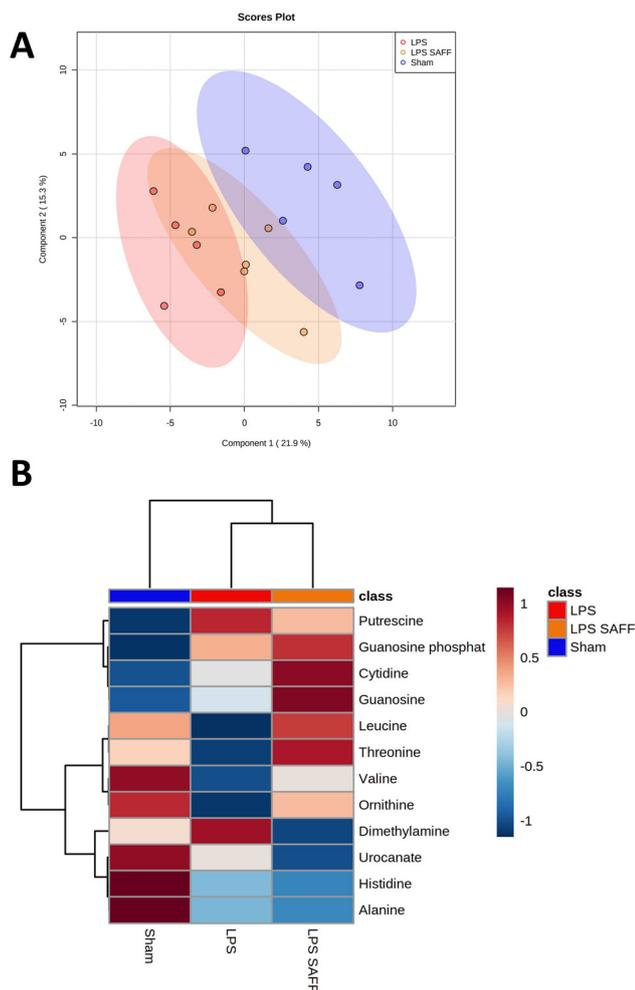 A
Scores Plot
LPS
LPS SAFF
Sham
10
5
0
-5
-10
Component 2 ( 15.3 %)
-10
-5
0
5
10
Component 1 ( 21.9 %)
B
class
Putrescine
Guanosine phosphat
Cytidine
Guanosine
Leucine
Threonine
Valine
Ornithine
Dimethylamine
Urocanate
Histidine
Alanine
Sham
LPS
LPS SAFF
1
0.5
0
-0.5
-1
class
LPS
LPS SAFF
Sham